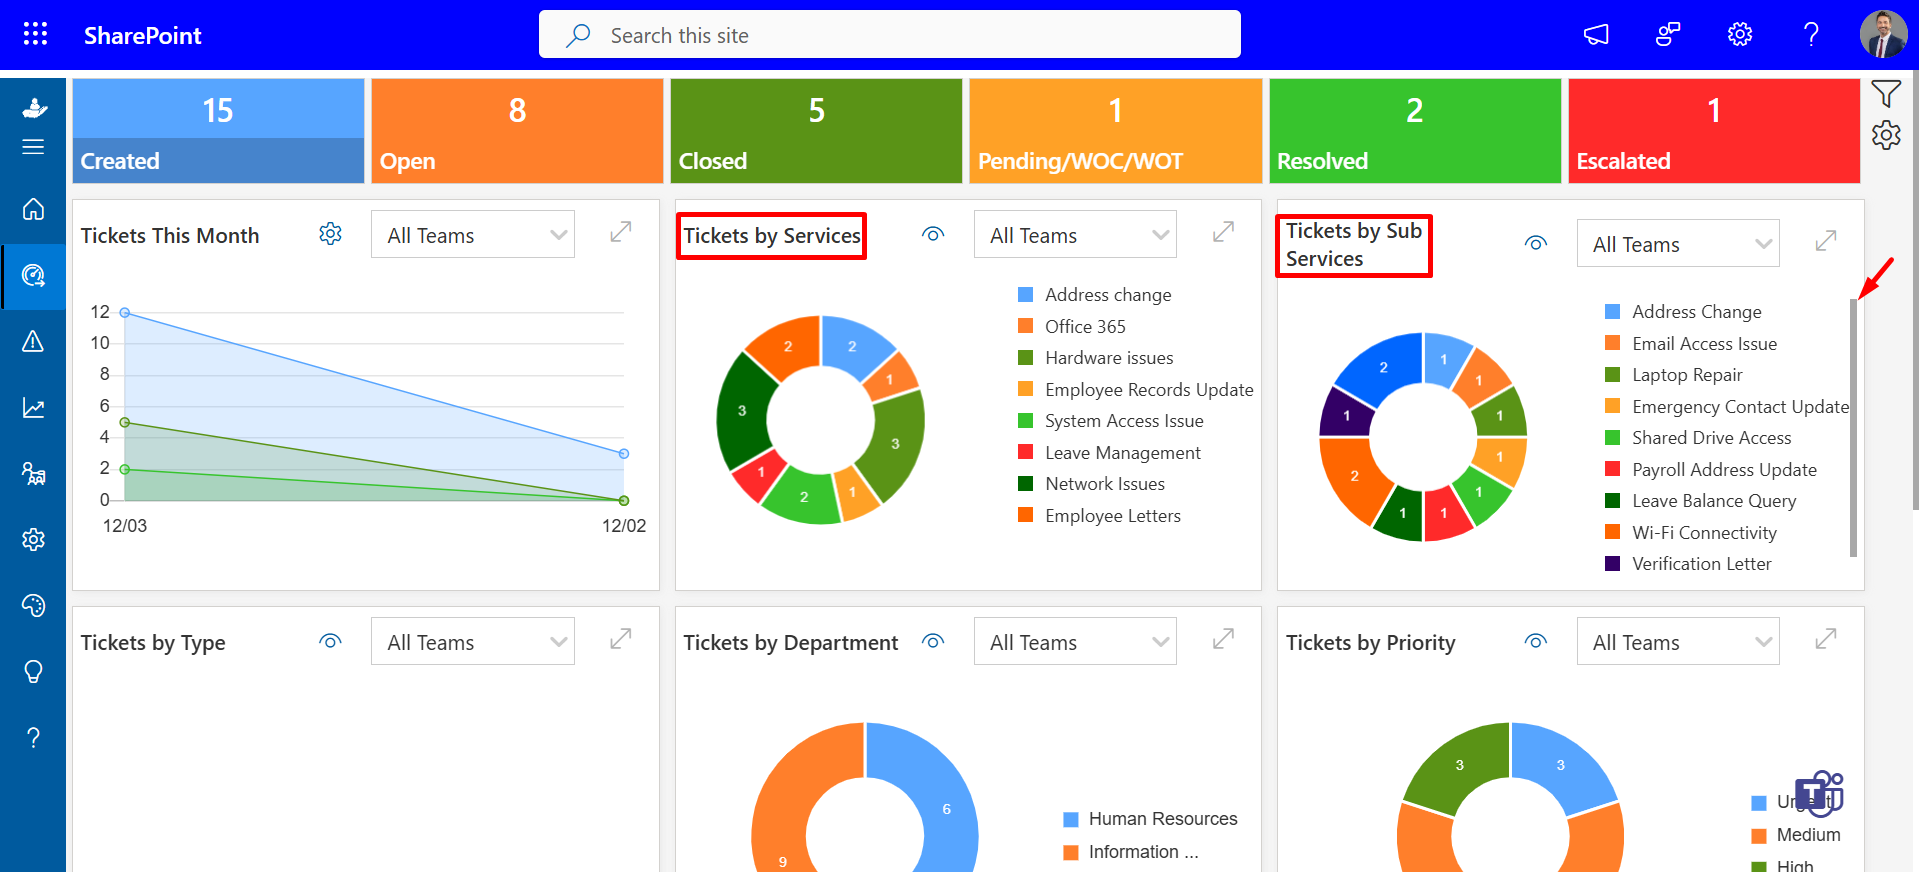 SharePoint
Search this site
15
Created
8
Open
5
Closed
1
Pending/WOC/WOT
2
Resolved
1
Escalated
Tickets This Month
All Teams
12
10
8
6
4
2
0
12/03
12/02
Tickets by Services
All Teams
2
1
3
1
2
1
3
2
Address change
Office 365
Hardware issues
Employee Records Update
System Access Issue
Leave Management
Network Issues
Employee Letters
Tickets by Sub
Services
All Teams
1
1
1
1
1
1
1
2
1
2
Address Change
Email Access Issue
Laptop Repair
Emergency Contact Update
Shared Drive Access
Payroll Address Update
Leave Balance Query
Wi-Fi Connectivity
Verification Letter
Tickets by Type
All Teams
Tickets by Department
All Teams
6
9
Human Resources
Information ...
Tickets by Priority
All Teams
3
3
T
Medium
High